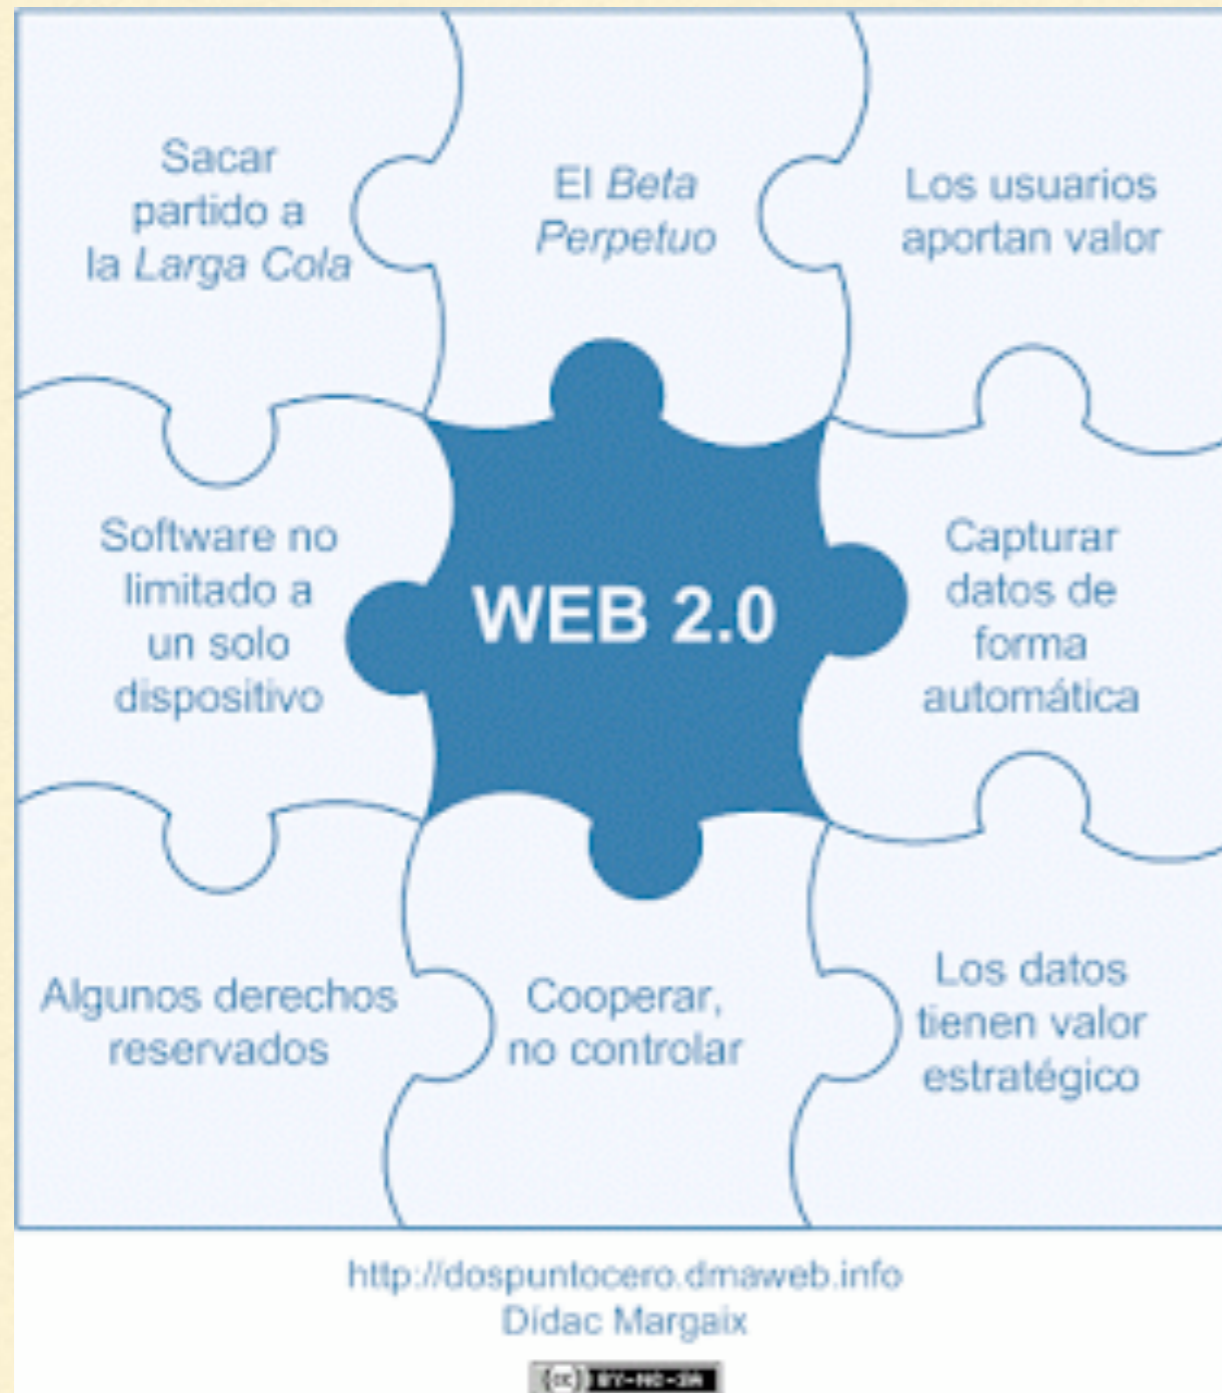 Sacar
partido a
la Larga Cola
El Beta
Perpetuo
Los usuarios
aportan valor
Software no
limitado a
un solo
dispositivo
WEB 2.0
Capturar
datos de
forma
automática
Algunos derechos
reservados
Cooperar,
no controlar
Los datos
tienen valor
estratégico
http://dospuntocero.dmaweb.info
Dídac Margaix
(cc)